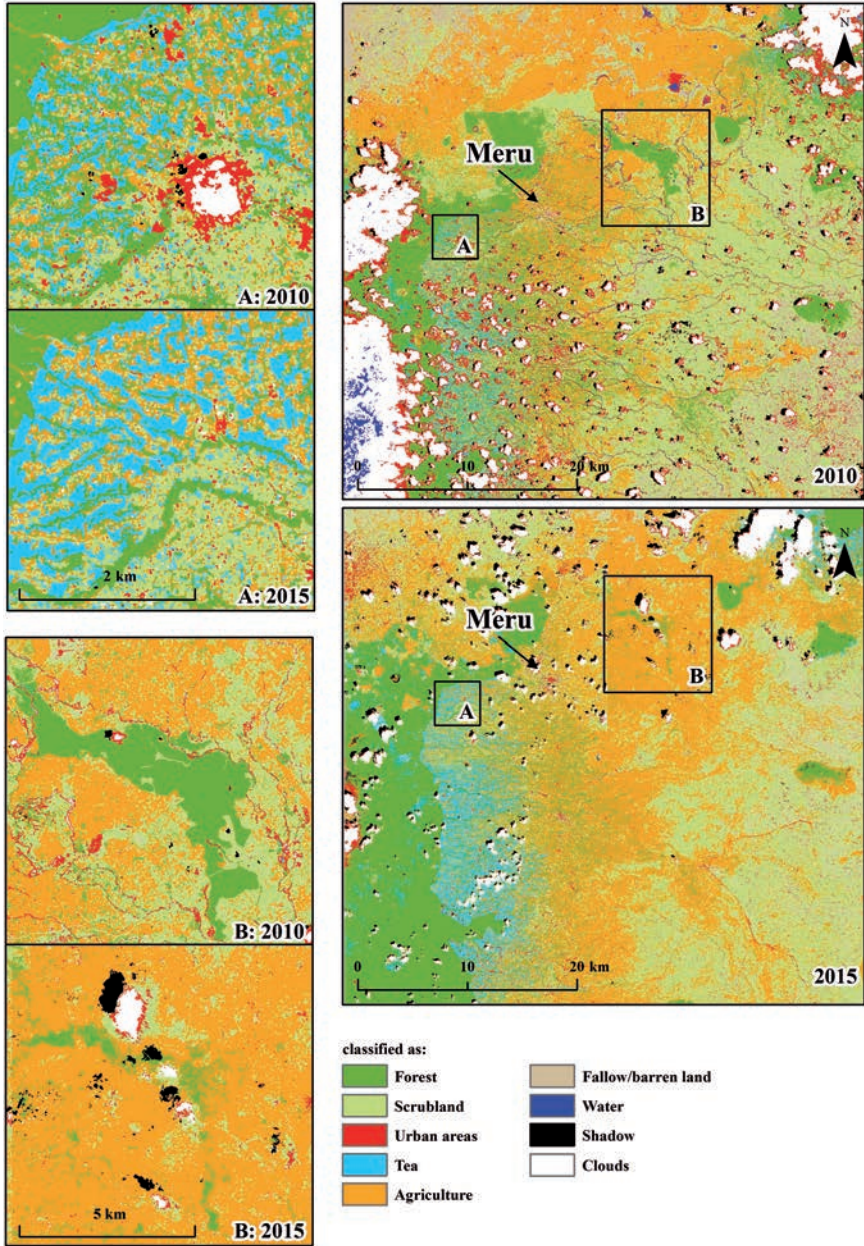 A: 2010
2 km
A: 2015
B: 2010
5 km
B: 2015
N
Meru
A
B
0 10 20 km
2010
N
Meru
A
B
0 10 20 km
2015
classified as:
Forest
Scrubland
Urban areas
Tea
Agriculture
Fallow/barren land
Water
Shadow
Clouds